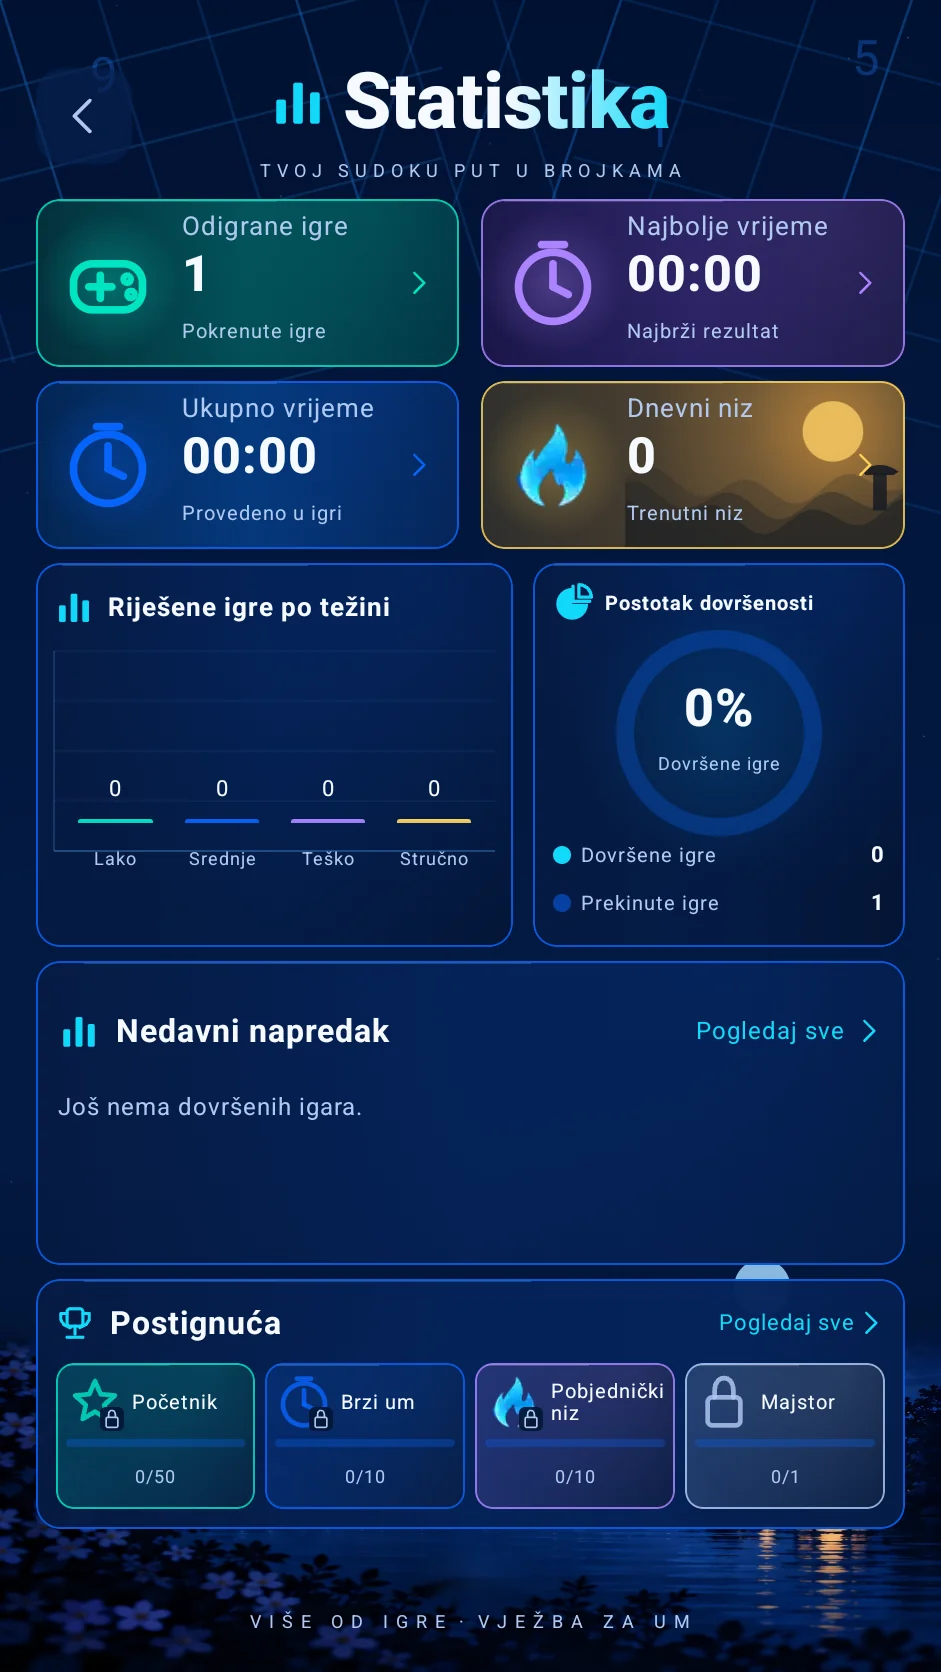 9
5
Statistika
TVOJ SUDOKU PUT U BROJKAMA
Odigrane igre
1
Pokrenute igre
Najbolje vrijeme
00:00
Najbrži rezultat
Ukupno vrijeme
00:00
Provedeno u igri
Dnevni niz
0
Trenutni niz
Riješene igre po težini
0 0 0 0
Lako Srednje Teško Stručno
Postotak dovršenosti
0%
Dovršene igre
Dovršene igre 0
Prekinute igre 1
Nedavni napredak
Pogledaj sve
Još nema dovršenih igara.
Postignuća
Pogledaj sve
Početnik
0/50
Brzi um
0/10
Pobjednički
niz
0/10
Majstor
0/1
VIŠE OD IGRE · VJEŽBA ZA UM